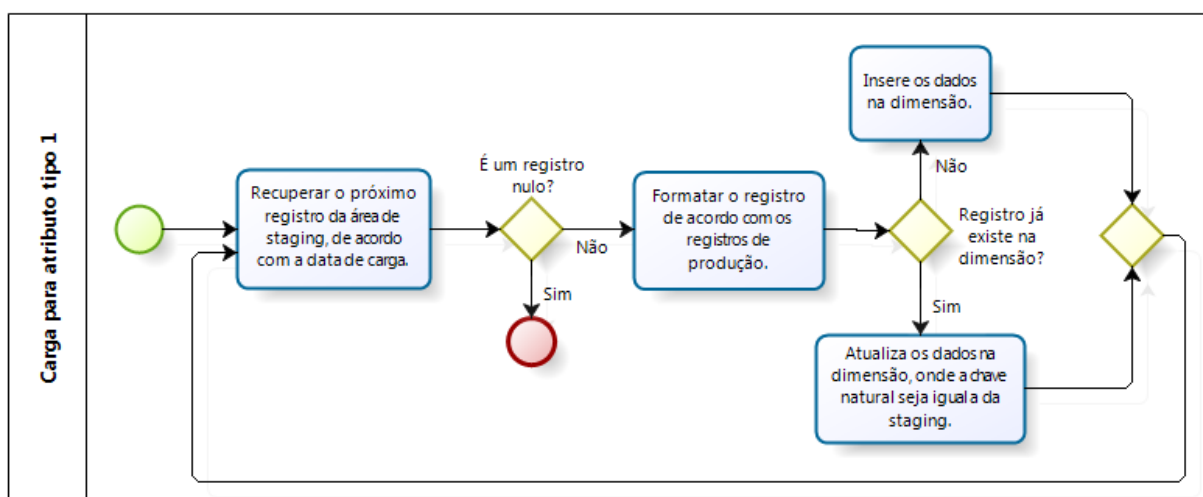 Carga para atributo tipo 1
Recuperar o próximo
registro da área de
staging, de acordo
com a data de carga.
É um registro
nulo?
Não
Sim
Formatar o registro
de acordo com os
registros de
produção.
Insere os dados
na dimensão.
Não
Registro já
existe na
dimensão?
Sim
Atualiza os dados na
dimensão, onde a chave
natural seja igual a da
staging.